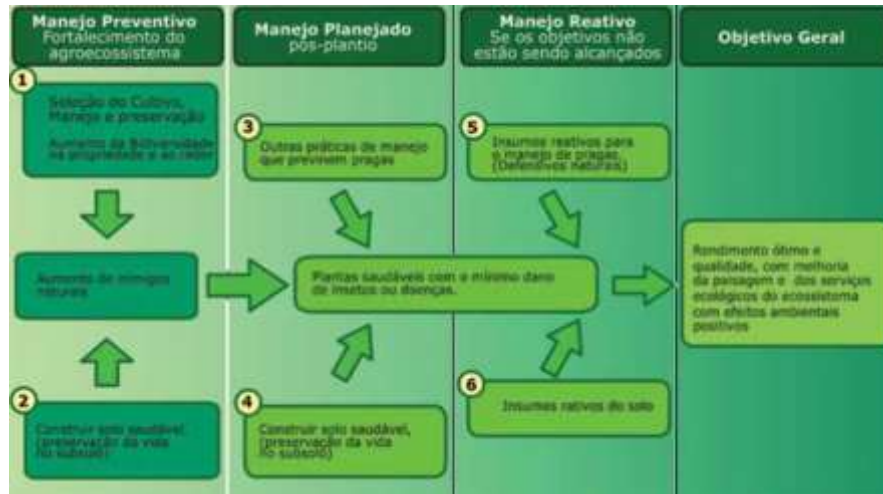 Manejo Preventivo
Fortalecimento do
agroecossistema
Manejo Planejado
pós-plantio
Manejo Reativo
Se os objetivos não
estão sendo alcançados
Objetivo Geral
1
Seleção do Cultivo,
Manejo e preservação
Aumento da Biodiversidade
na propriedade e ao redor
3
Outras práticas de manejo
que previnem pragas
5
Insumos reativos para
o manejo de pragas,
(Defensivos naturais)
Aumento de inimigos
naturais
Plantas saudáveis com o mínimo dano
de insetos ou doenças.
Rendimento ótimo e
qualidade, com melhoria
da paisagem e dos serviços
ecológicos do ecossistema
com efeitos ambientais
positivos
2
Construir solo saudável,
(preservação da vida
no subsolo)
4
Construir solo saudável,
(preservação da vida
no subsolo)
6
Insumos rativos do solo